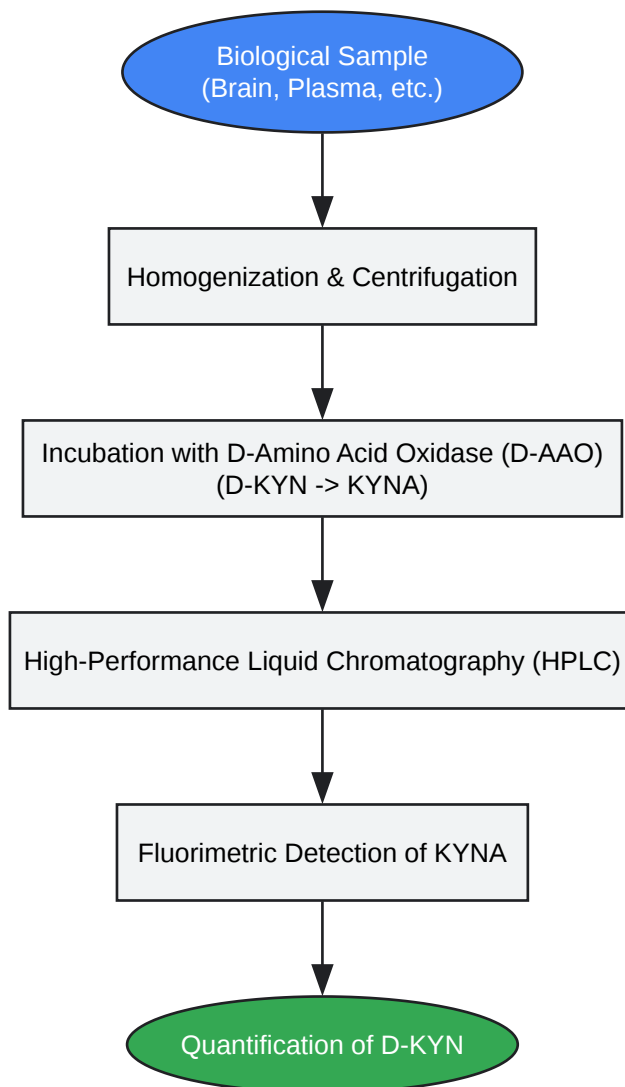 Biological Sample
(Brain, Plasma, etc.)
Homogenization & Centrifugation
Incubation with D-Amino Acid Oxidase (D-AAO)
(D-KYN -> KYNA)
High-Performance Liquid Chromatography (HPLC)
Fluorimetric Detection of KYNA
Quantification of D-KYN